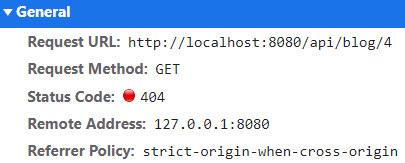 General
Request URL: http://localhost:8080/api/blog/4
Request Method: GET
Status Code: 404
Remote Address: 127.0.0.1:8080
Referrer Policy: strict-origin-when-cross-origin